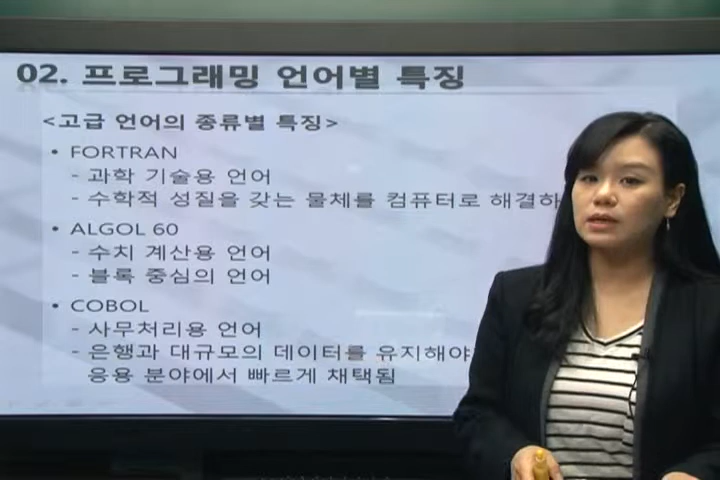 02. 프로그래밍 언어별 특징
<고급 언어의 종류별 특징>
• FORTRAN
- 과학 기술용 언어
- 수학적 성질을 갖는 물체를 컴퓨터로 해결하
• ALGOL 60
- 수치 계산용 언어
- 블록 중심의 언어
• COBOL
- 사무처리용 언어
- 은행과 대규모의 데이터를 유지해야
응용 분야에서 빠르게 채택됨